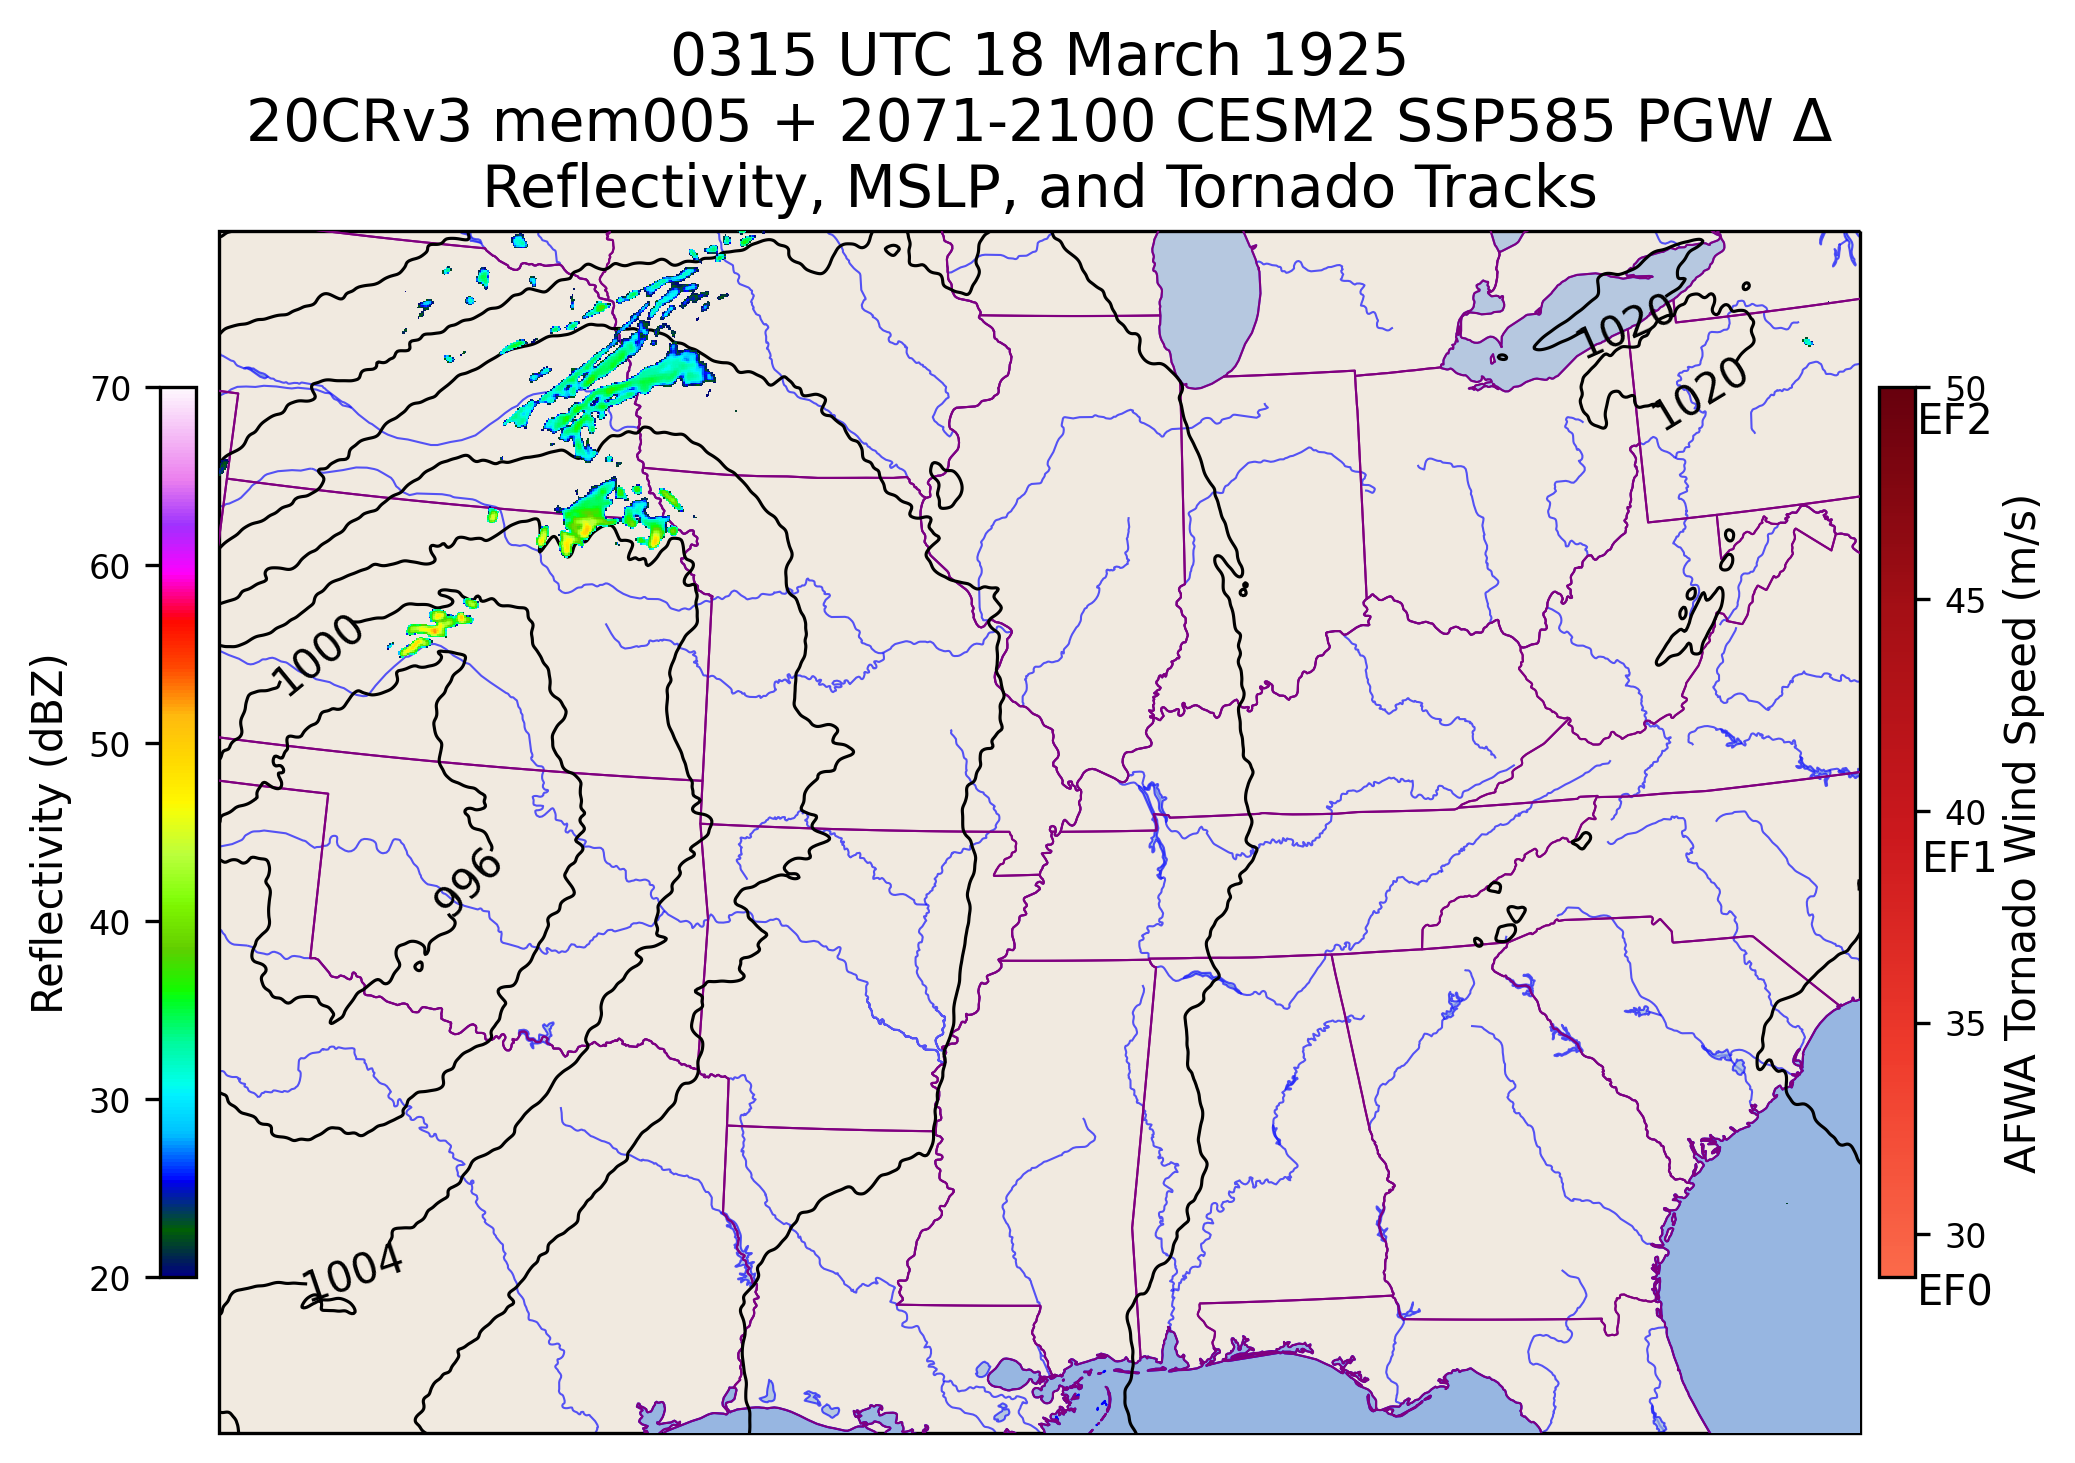 0315 UTC 18 March 1925
20CRv3 mem005 + 2071-2100 CESM2 SSP585 PGW Δ
Reflectivity, MSLP, and Tornado Tracks
Reflectivity (dBZ)
70
60
50
40
30
20
1020
1020
1000
996
1004
50
EF2
45
40
EF1
35
30
EF0
AFWA Tornado Wind Speed (m/s)